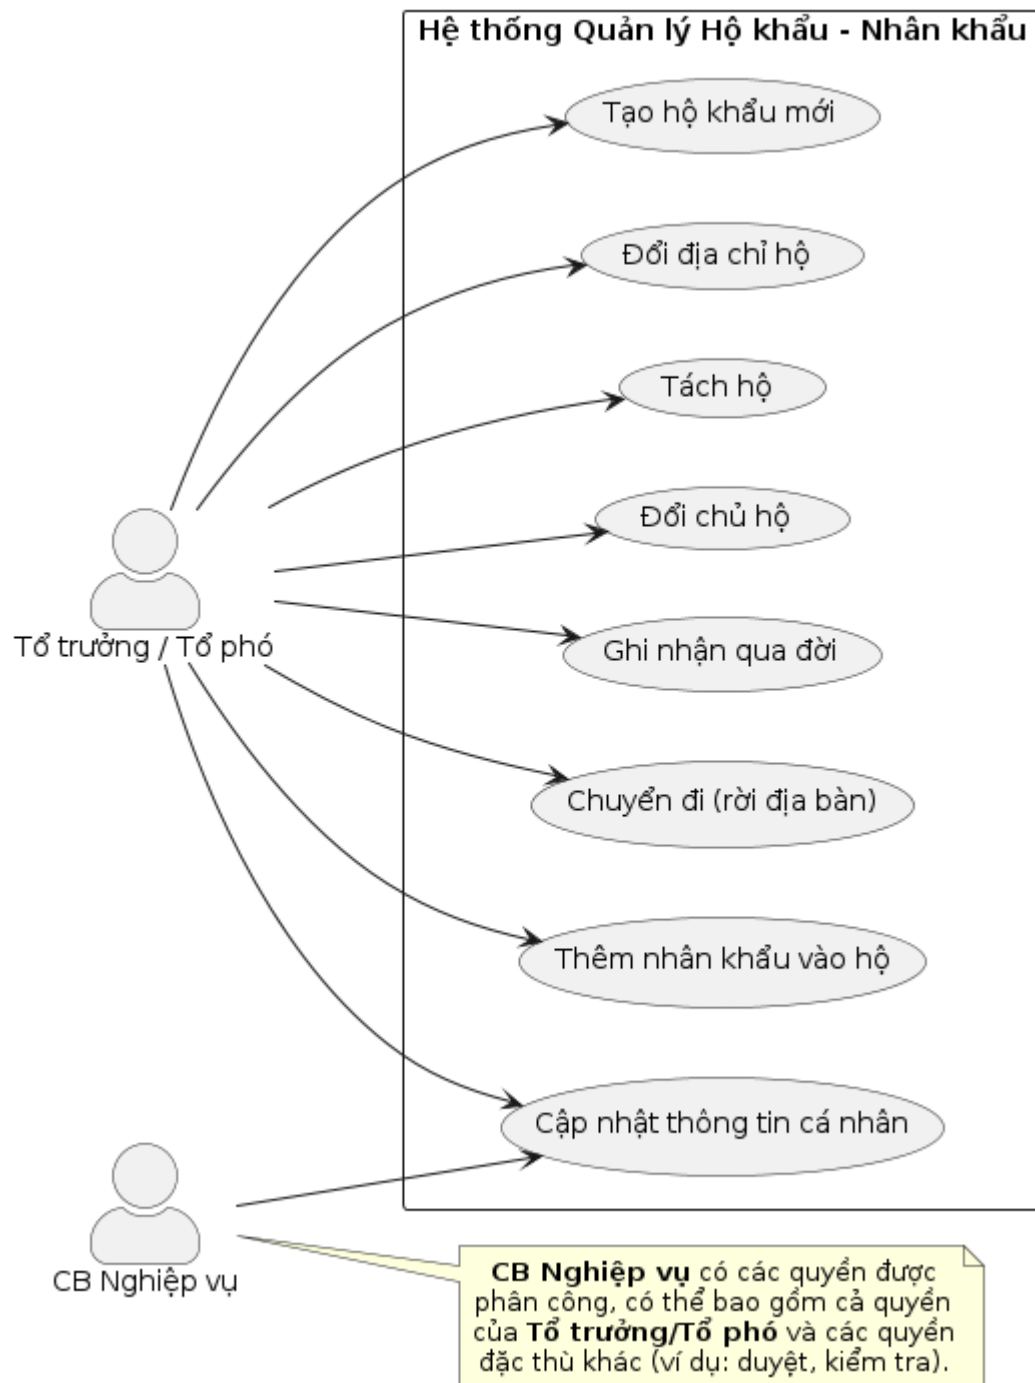 Hệ thống Quản lý Hộ khẩu - Nhân khẩu
Tạo hộ khẩu mới
Đổi địa chỉ hộ
Tách hộ
Đổi chủ hộ
Ghi nhận qua đời
Tổ trưởng / Tổ phó
Chuyển đi (rời địa bàn)
Thêm nhân khẩu vào hộ
Cập nhật thông tin cá nhân
CB Nghiệp vụ
CB Nghiệp vụ có các quyền được
phân công, có thể bao gồm cả quyền
của Tổ trưởng/Tổ phó và các quyền
đặc thù khác (ví dụ: duyệt, kiểm tra).